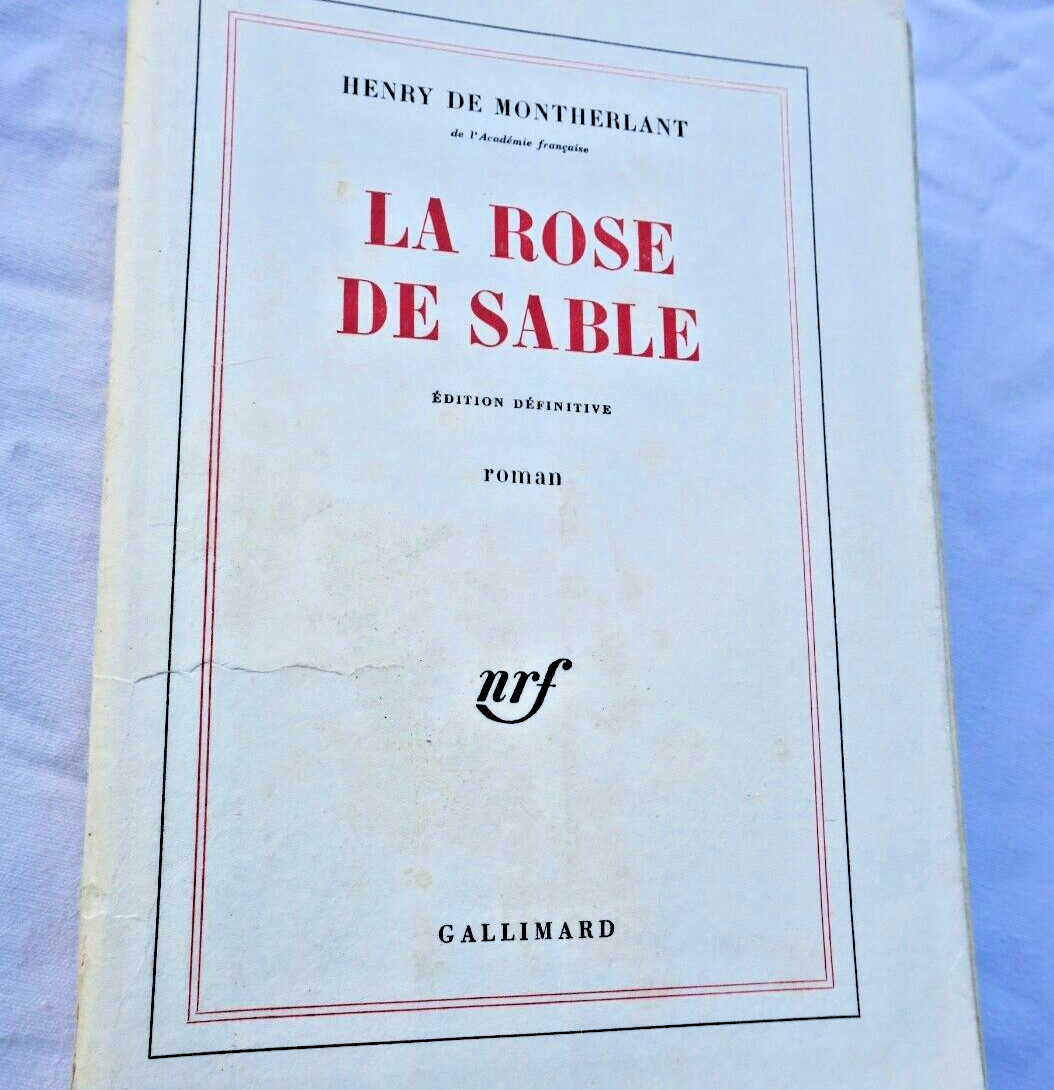 HENRY DE MONTHERLANT
de l'Académie française
LA ROSE
DE SABLE
ÉDITION DÉFINITIVE
roman
nrf
GALLIMARD